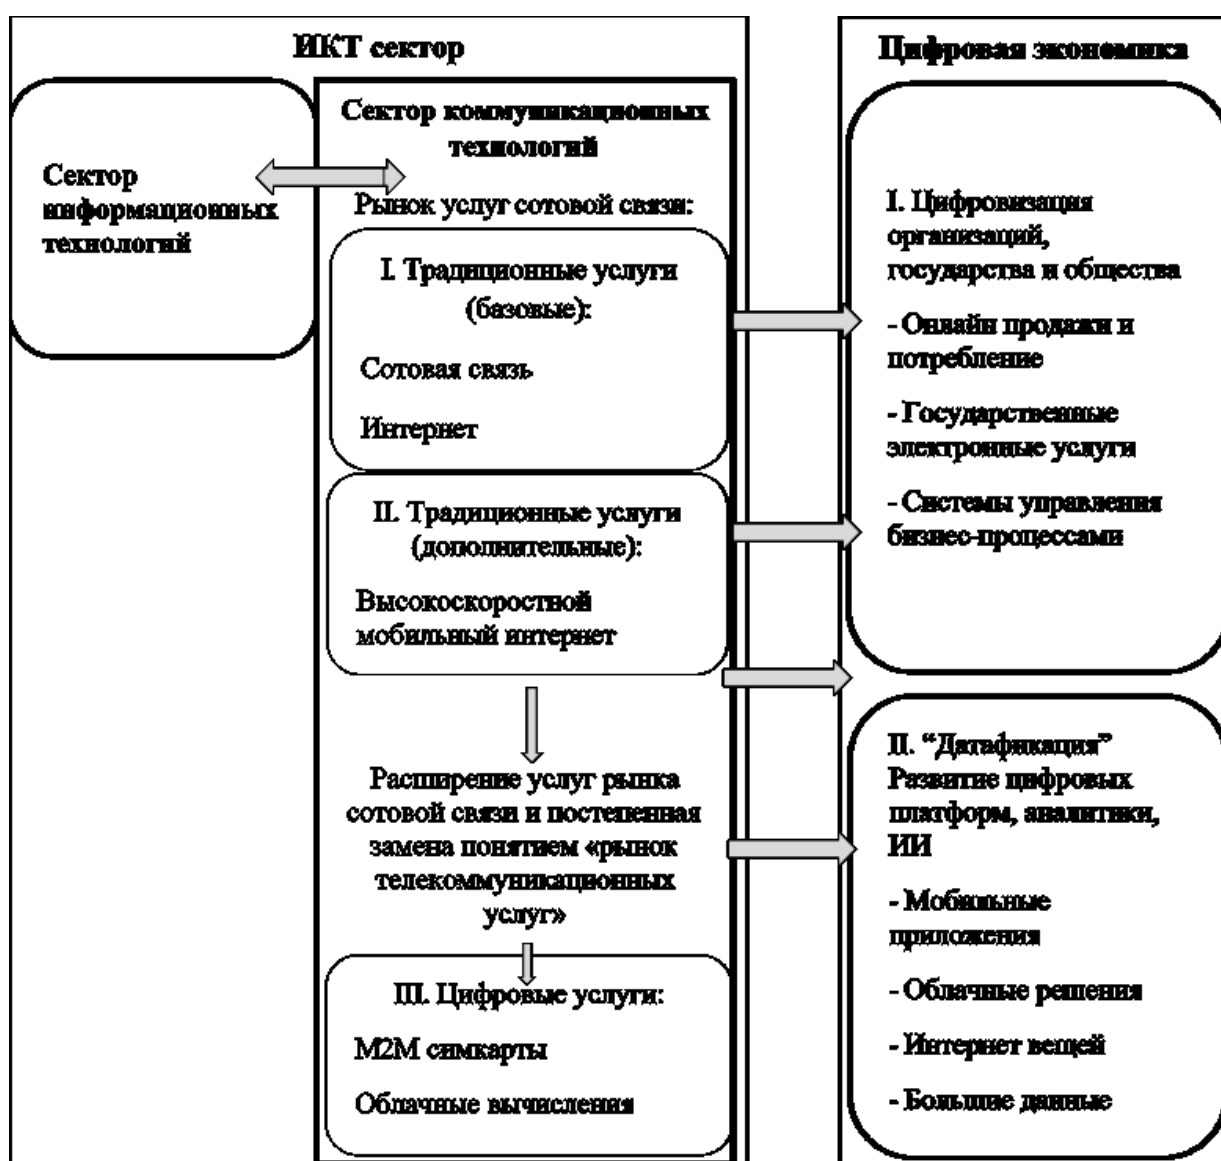 ИКТ сектор
Сектор
информационных
технологий
Сектор коммуникационных
технологий
Рынок услуг сотовой связи:
I. Традиционные услуги
(базовые):
Сотовая связь
Интернет
II. Традиционные услуги
(дополнительные):
Высокоскоростной
мобильный интернет
Расширение услуг рынка
сотовой связи и постепенная
замена понятием «рынок
телекоммуникационных
услуг»
III. Цифровые услуги:
M2M симкарты
Облачные вычисления
Цифровая экономика
I. Цифровизация
организаций,
государства и общества
- Онлайн продажи и
потребление
- Государственные
электронные услуги
- Системы управления
бизнес-процессами
II. “Датафикация”
Развитие цифровых
платформ, аналитики,
ИИ
- Мобильные
приложения
- Облачные решения
- Интернет вещей
- Большие данные